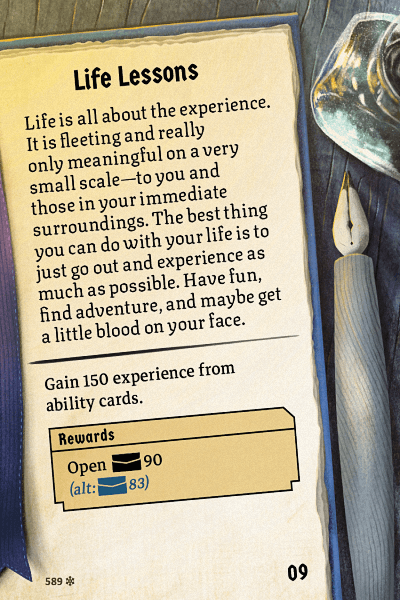 Life Lessons
Life is all about the experience.
It is fleeting and really
only meaningful on a very
small scale—to you and
those in your immediate
surroundings. The best thing
you can do with your life is to
just go out and experience as
much as possible. Have fun,
find adventure, and maybe get
a little blood on your face.
Gain 150 experience from
ability cards.
Rewards
Open 90
(alt: 83)
589
09